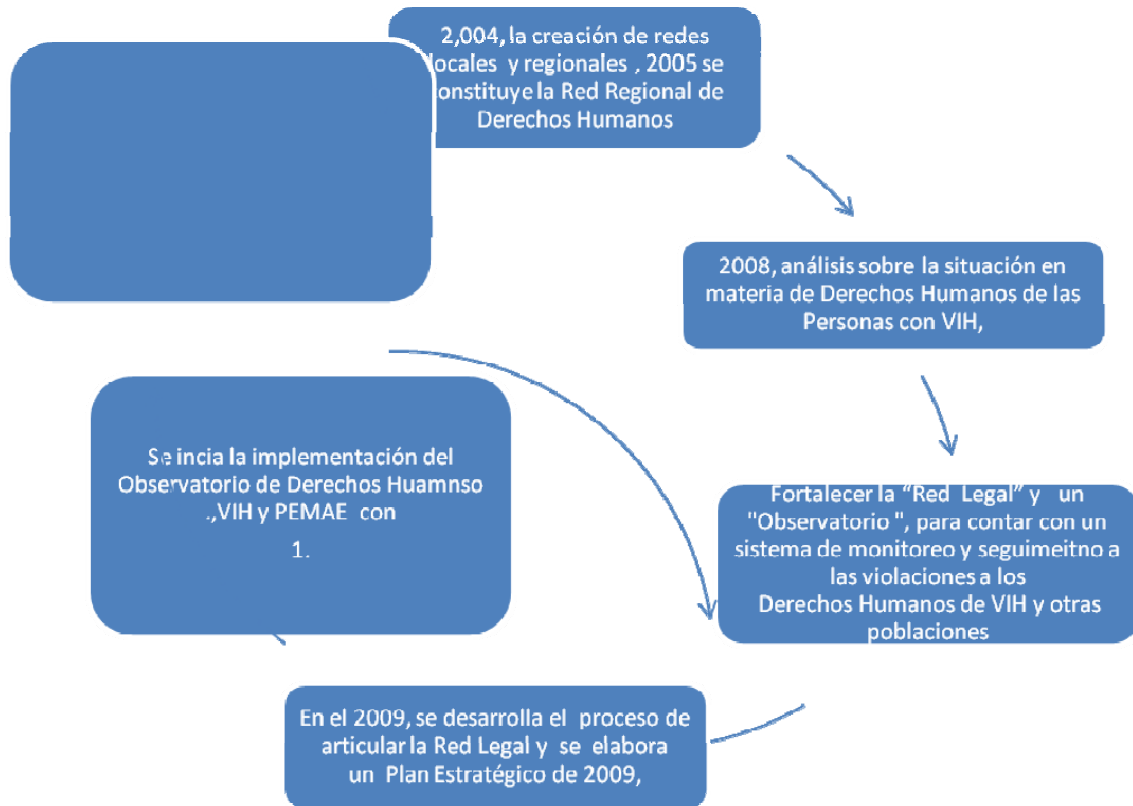 2,004, la creación de redes
locales y regionales , 2005 se
constituye la Red Regional de
Derechos Humanos
2008, análisis sobre la situación en
materia de Derechos Humanos de las
Personas con VIH,
Fortalecer la “Red Legal” y un
"Observatorio ", para contar con un
sistema de monitoreo y seguimeitno a
las violaciones a los
Derechos Humanos de VIH y otras
poblaciones
En el 2009, se desarrolla el proceso de
articular la Red Legal y se elabora
un Plan Estratégico de 2009,
Se incia la implementación del
Observatorio de Derechos Huamnso
.,VIH y PEMAE con
1.